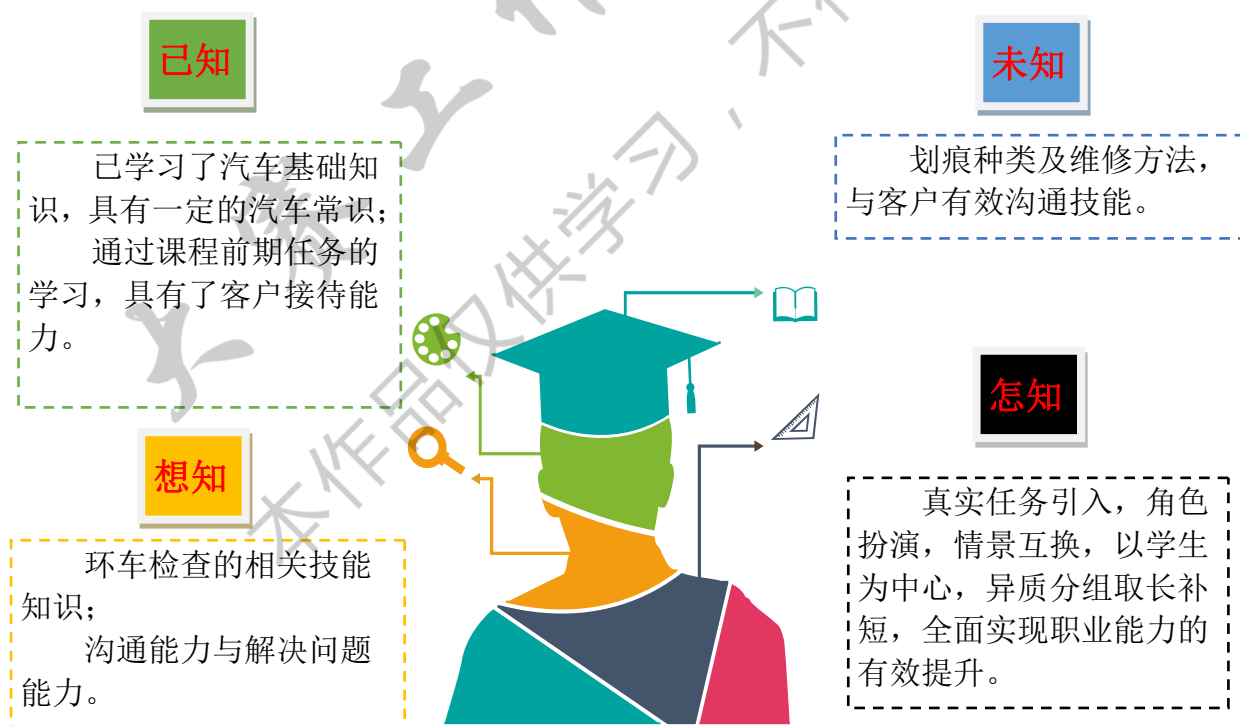 已知
已学习了汽车基础知
识，具有一定的汽车常识；
通过课程前期任务的
学习，具有了客户接待能
力。
未知
划痕种类及维修方法，
与客户有效沟通技能。
想知
环车检查的相关技能
知识；
沟通能力与解决问题
能力。
怎知
真实任务引入，角色
扮演，情景互换，以学生
为中心，异质分组取长补
短，全面实现职业能力的
有效提升。
大赛工作
本作品仅供学习，不